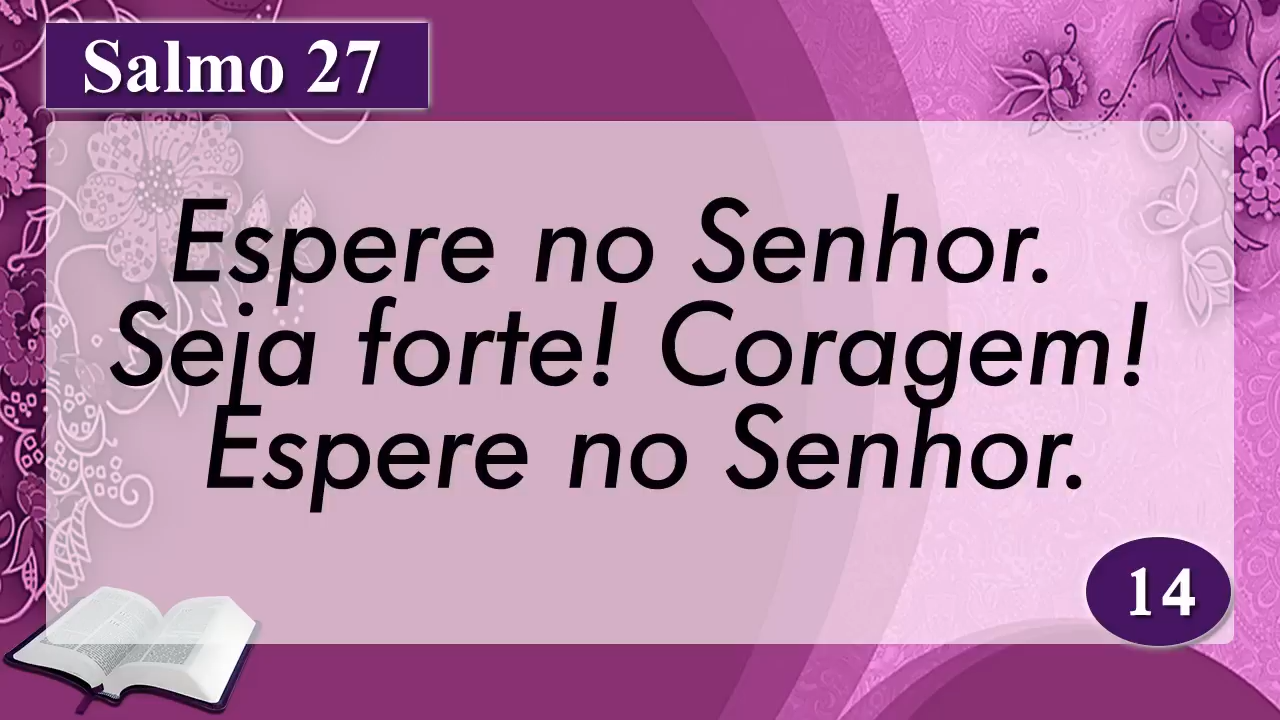 Salmo 27
Espere no Senhor.
Seja forte! Coragem!
Espere no Senhor.
14